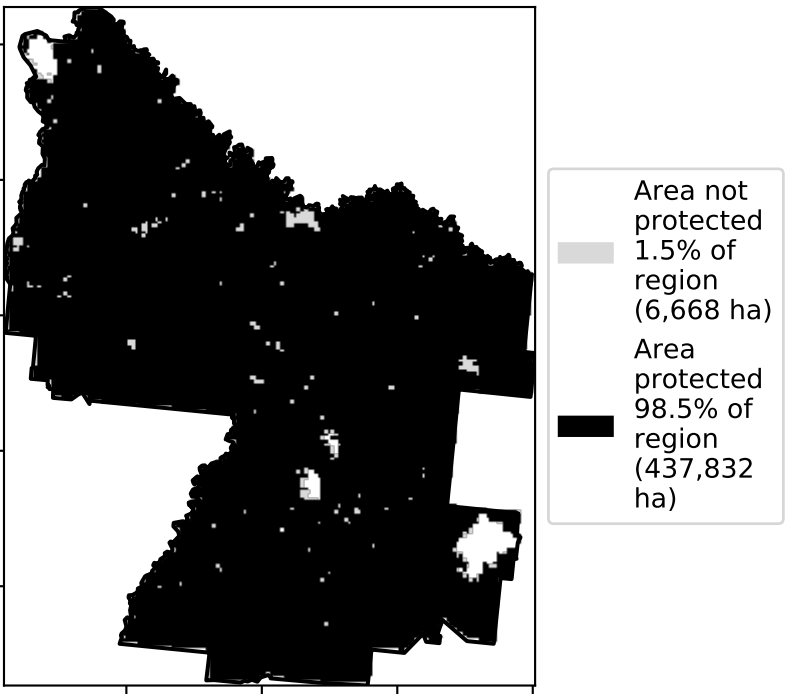 Area not
protected
1.5% of
region
(6,668 ha)
Area
protected
98.5% of
region
(437,832
ha)